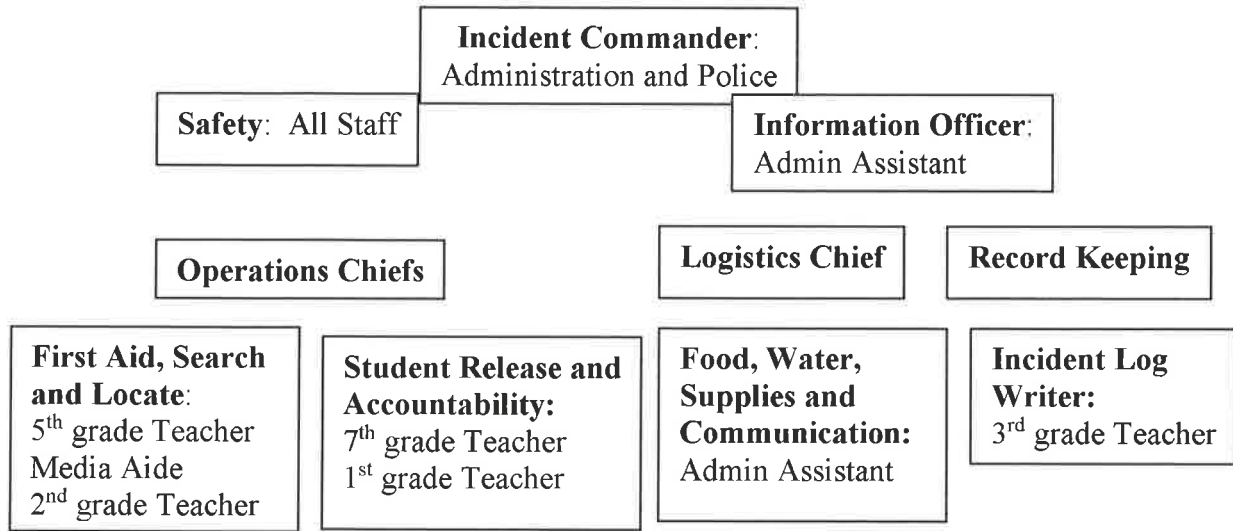 Incident Commander:
Administration and Police
Safety: All Staff
Information Officer:
Admin Assistant
Operations Chiefs
Logistics Chief
Record Keeping
First Aid, Search
and Locate:
5th grade Teacher
Media Aide
2nd grade Teacher
Student Release and
Accountability:
7th grade Teacher
1st grade Teacher
Food, Water,
Supplies and
Communication:
Admin Assistant
Incident Log
Writer:
3rd grade Teacher